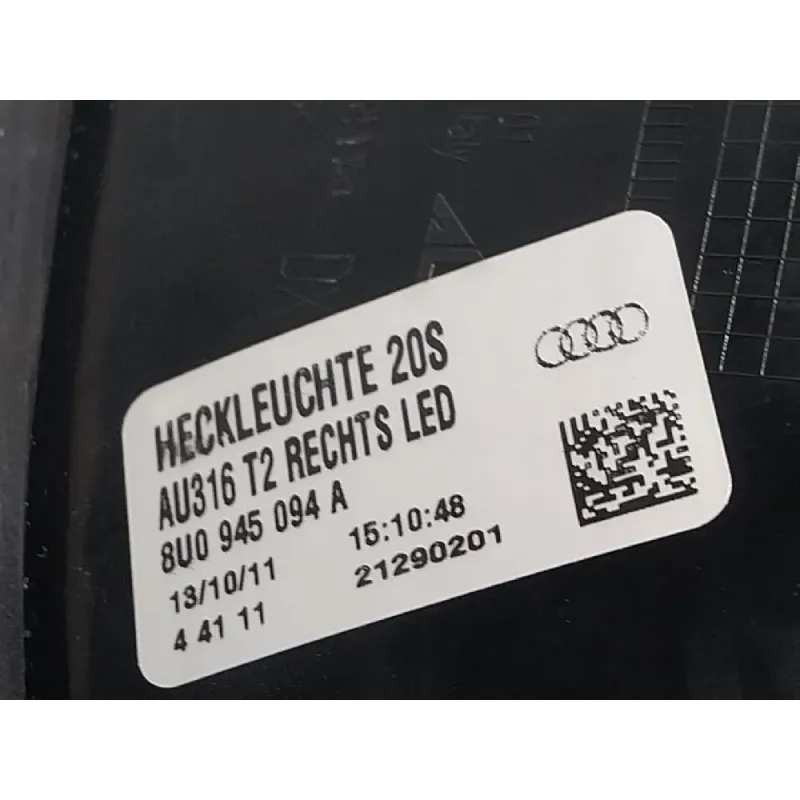 HECKLEUCHTE 20S
AU316 T2 RECHTS LED
8U0 945 094 A
13/10/11 15:10:48
4 41 11 21290201
DX